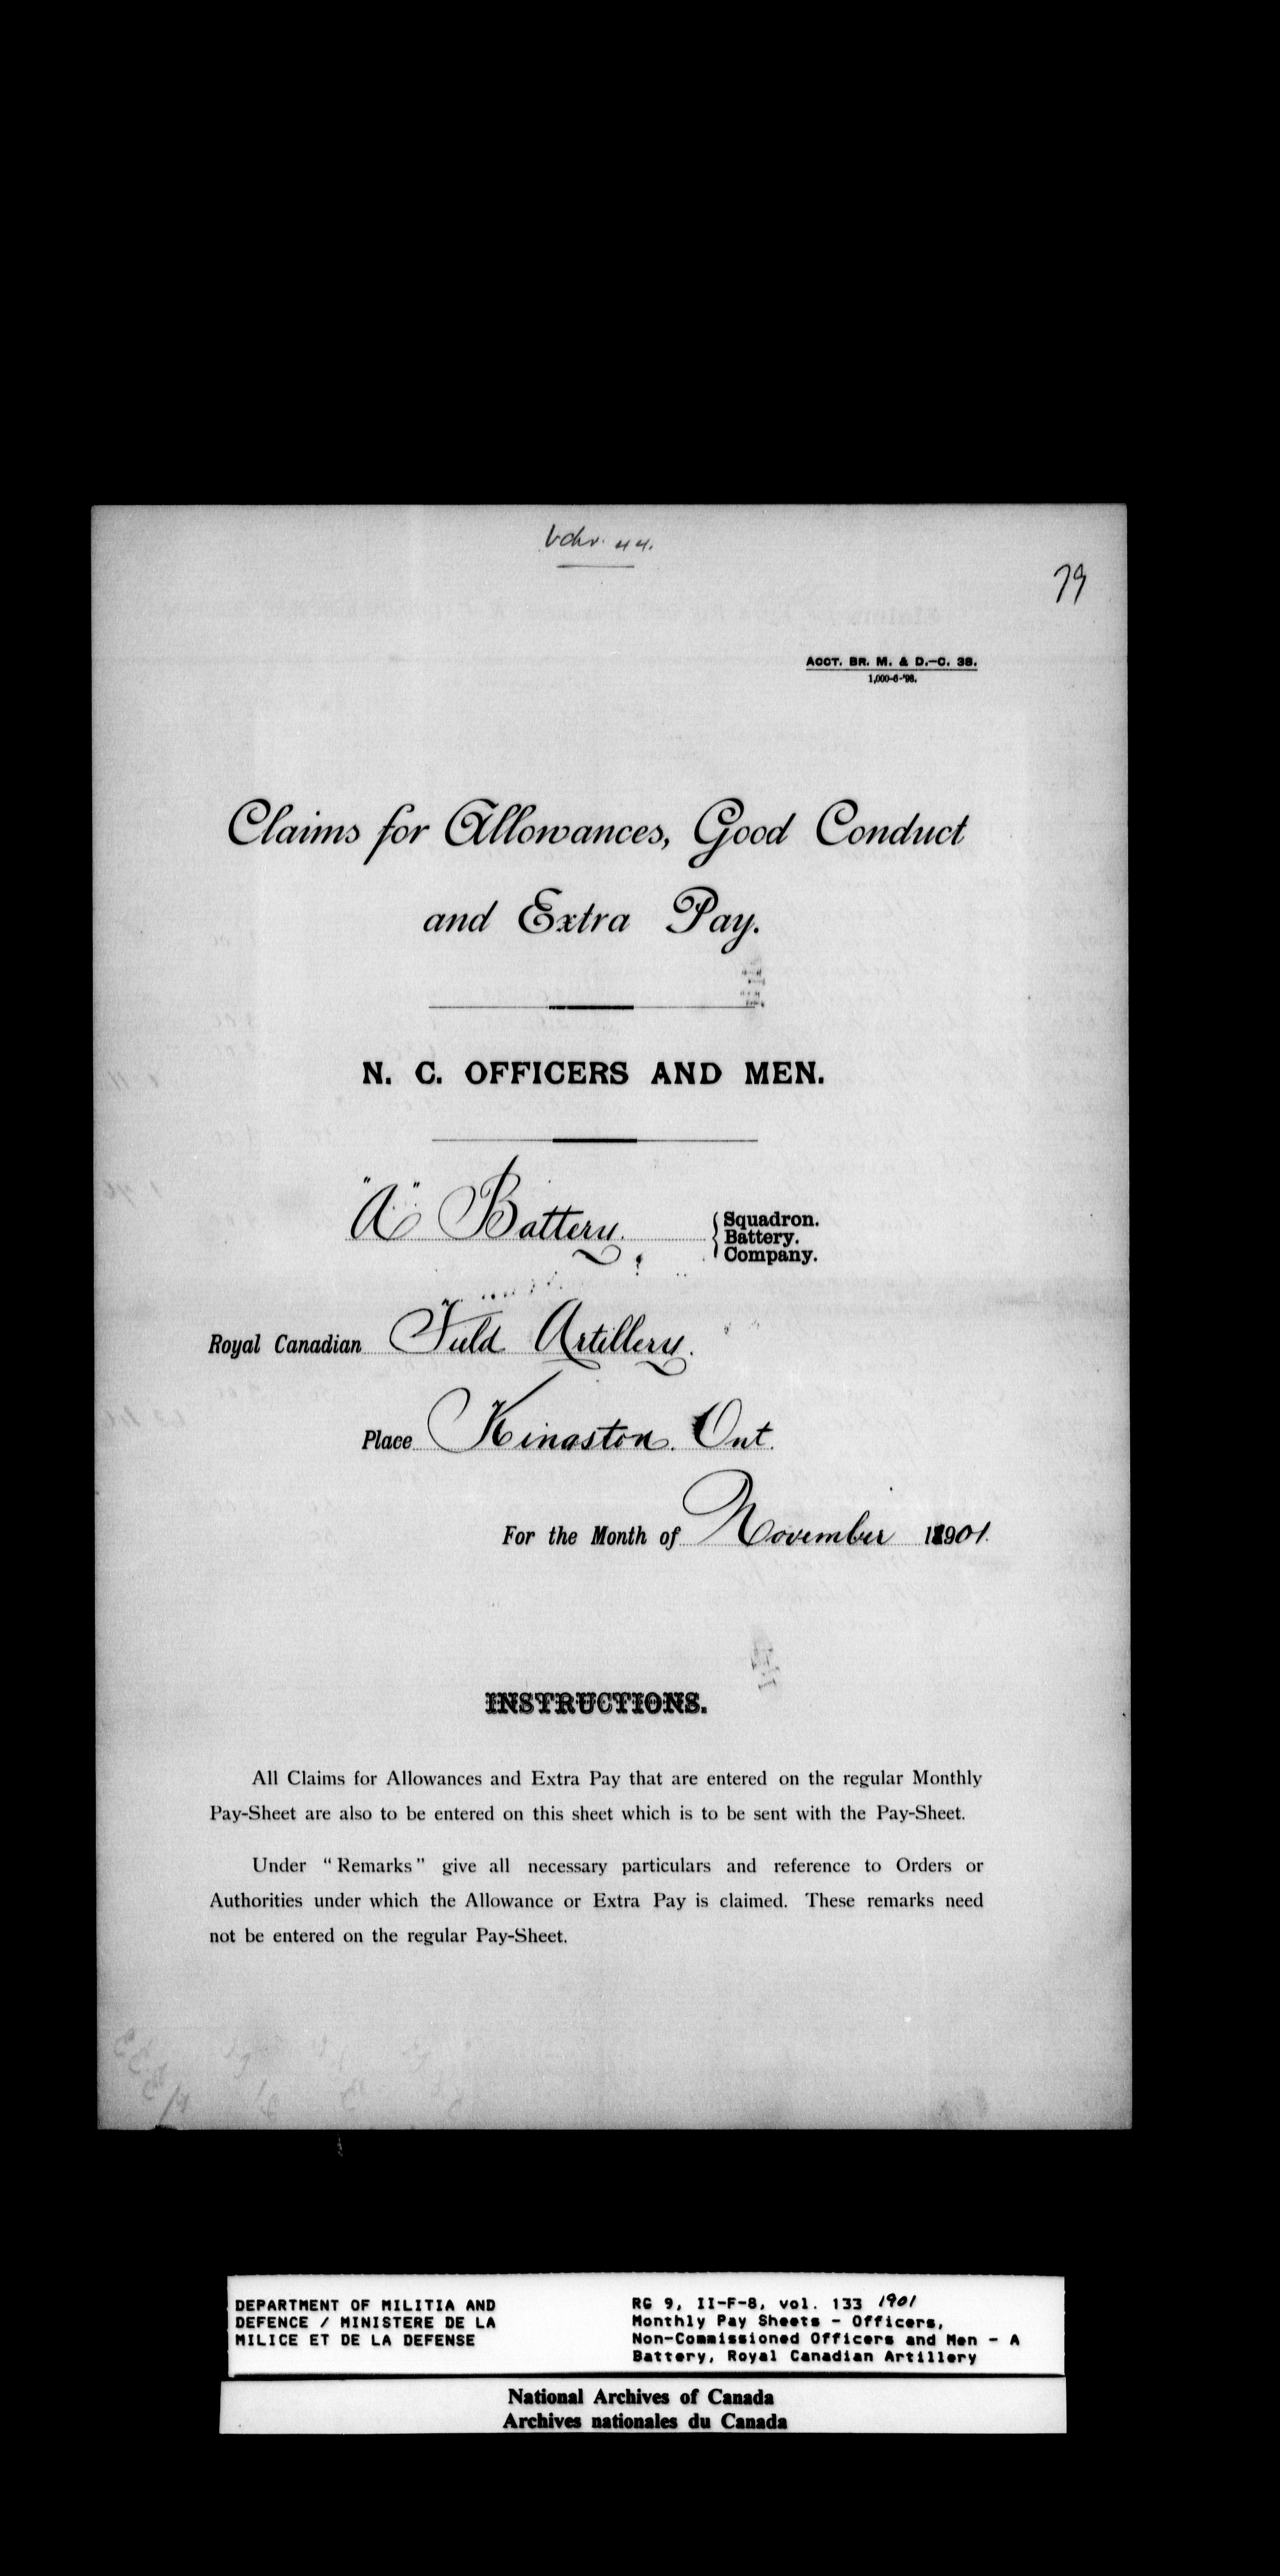 Vchr. 44.
79
ACCT. BR. M. & D.—C. 38.
1,000-6-'98.
Claims for Allowances, Good Conduct
and Extra Pay.
N. C. OFFICERS AND MEN.
"A" Battery.
Squadron.
Battery.
Company.
Royal Canadian Field Artillery.
Place Kingston. Ont.
For the Month of November 1901.
INSTRUCTIONS.
All Claims for Allowances and Extra Pay that are entered on the regular Monthly
Pay-Sheet are also to be entered on this sheet which is to be sent with the Pay-Sheet.
Under "Remarks" give all necessary particulars and reference to Orders or
Authorities under which the Allowance or Extra Pay is claimed. These remarks need
not be entered on the regular Pay-Sheet.
DEPARTMENT OF MILITIA AND
DEFENCE / MINISTERE DE LA
MILICE ET DE LA DEFENSE
RG 9, II-F-8, vol. 133 1901
Monthly Pay Sheets - Officers,
Non-Commissioned Officers and Men - A
Battery, Royal Canadian Artillery
National Archives of Canada
Archives nationales du Canada